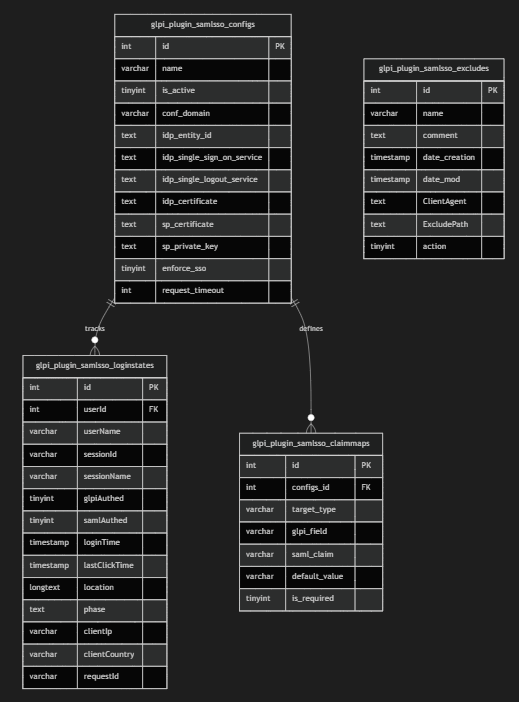 glpi_plugin_samlsso_configs
int id PK
varchar name
tinyint is_active
varchar conf_domain
text idp_entity_id
text idp_single_sign_on_service
text idp_single_logout_service
text idp_certificate
text sp_certificate
text sp_private_key
tinyint enforce_sso
int request_timeout
glpi_plugin_samlsso_excludes
int id PK
varchar name
text comment
timestamp date_creation
timestamp date_mod
text ClientAgent
text ExcludePath
tinyint action
tracks
defines
glpi_plugin_samlsso_loginstates
int id PK
int userId FK
varchar userName
varchar sessionId
varchar sessionName
tinyint glpiAuthed
tinyint samlAuthed
timestamp loginTime
timestamp lastClickTime
longtext location
text phase
varchar clientIp
varchar clientCountry
varchar requestId
glpi_plugin_samlsso_claimmaps
int id PK
int configs_id FK
varchar target_type
varchar glpi_field
varchar saml_claim
varchar default_value
tinyint is_required